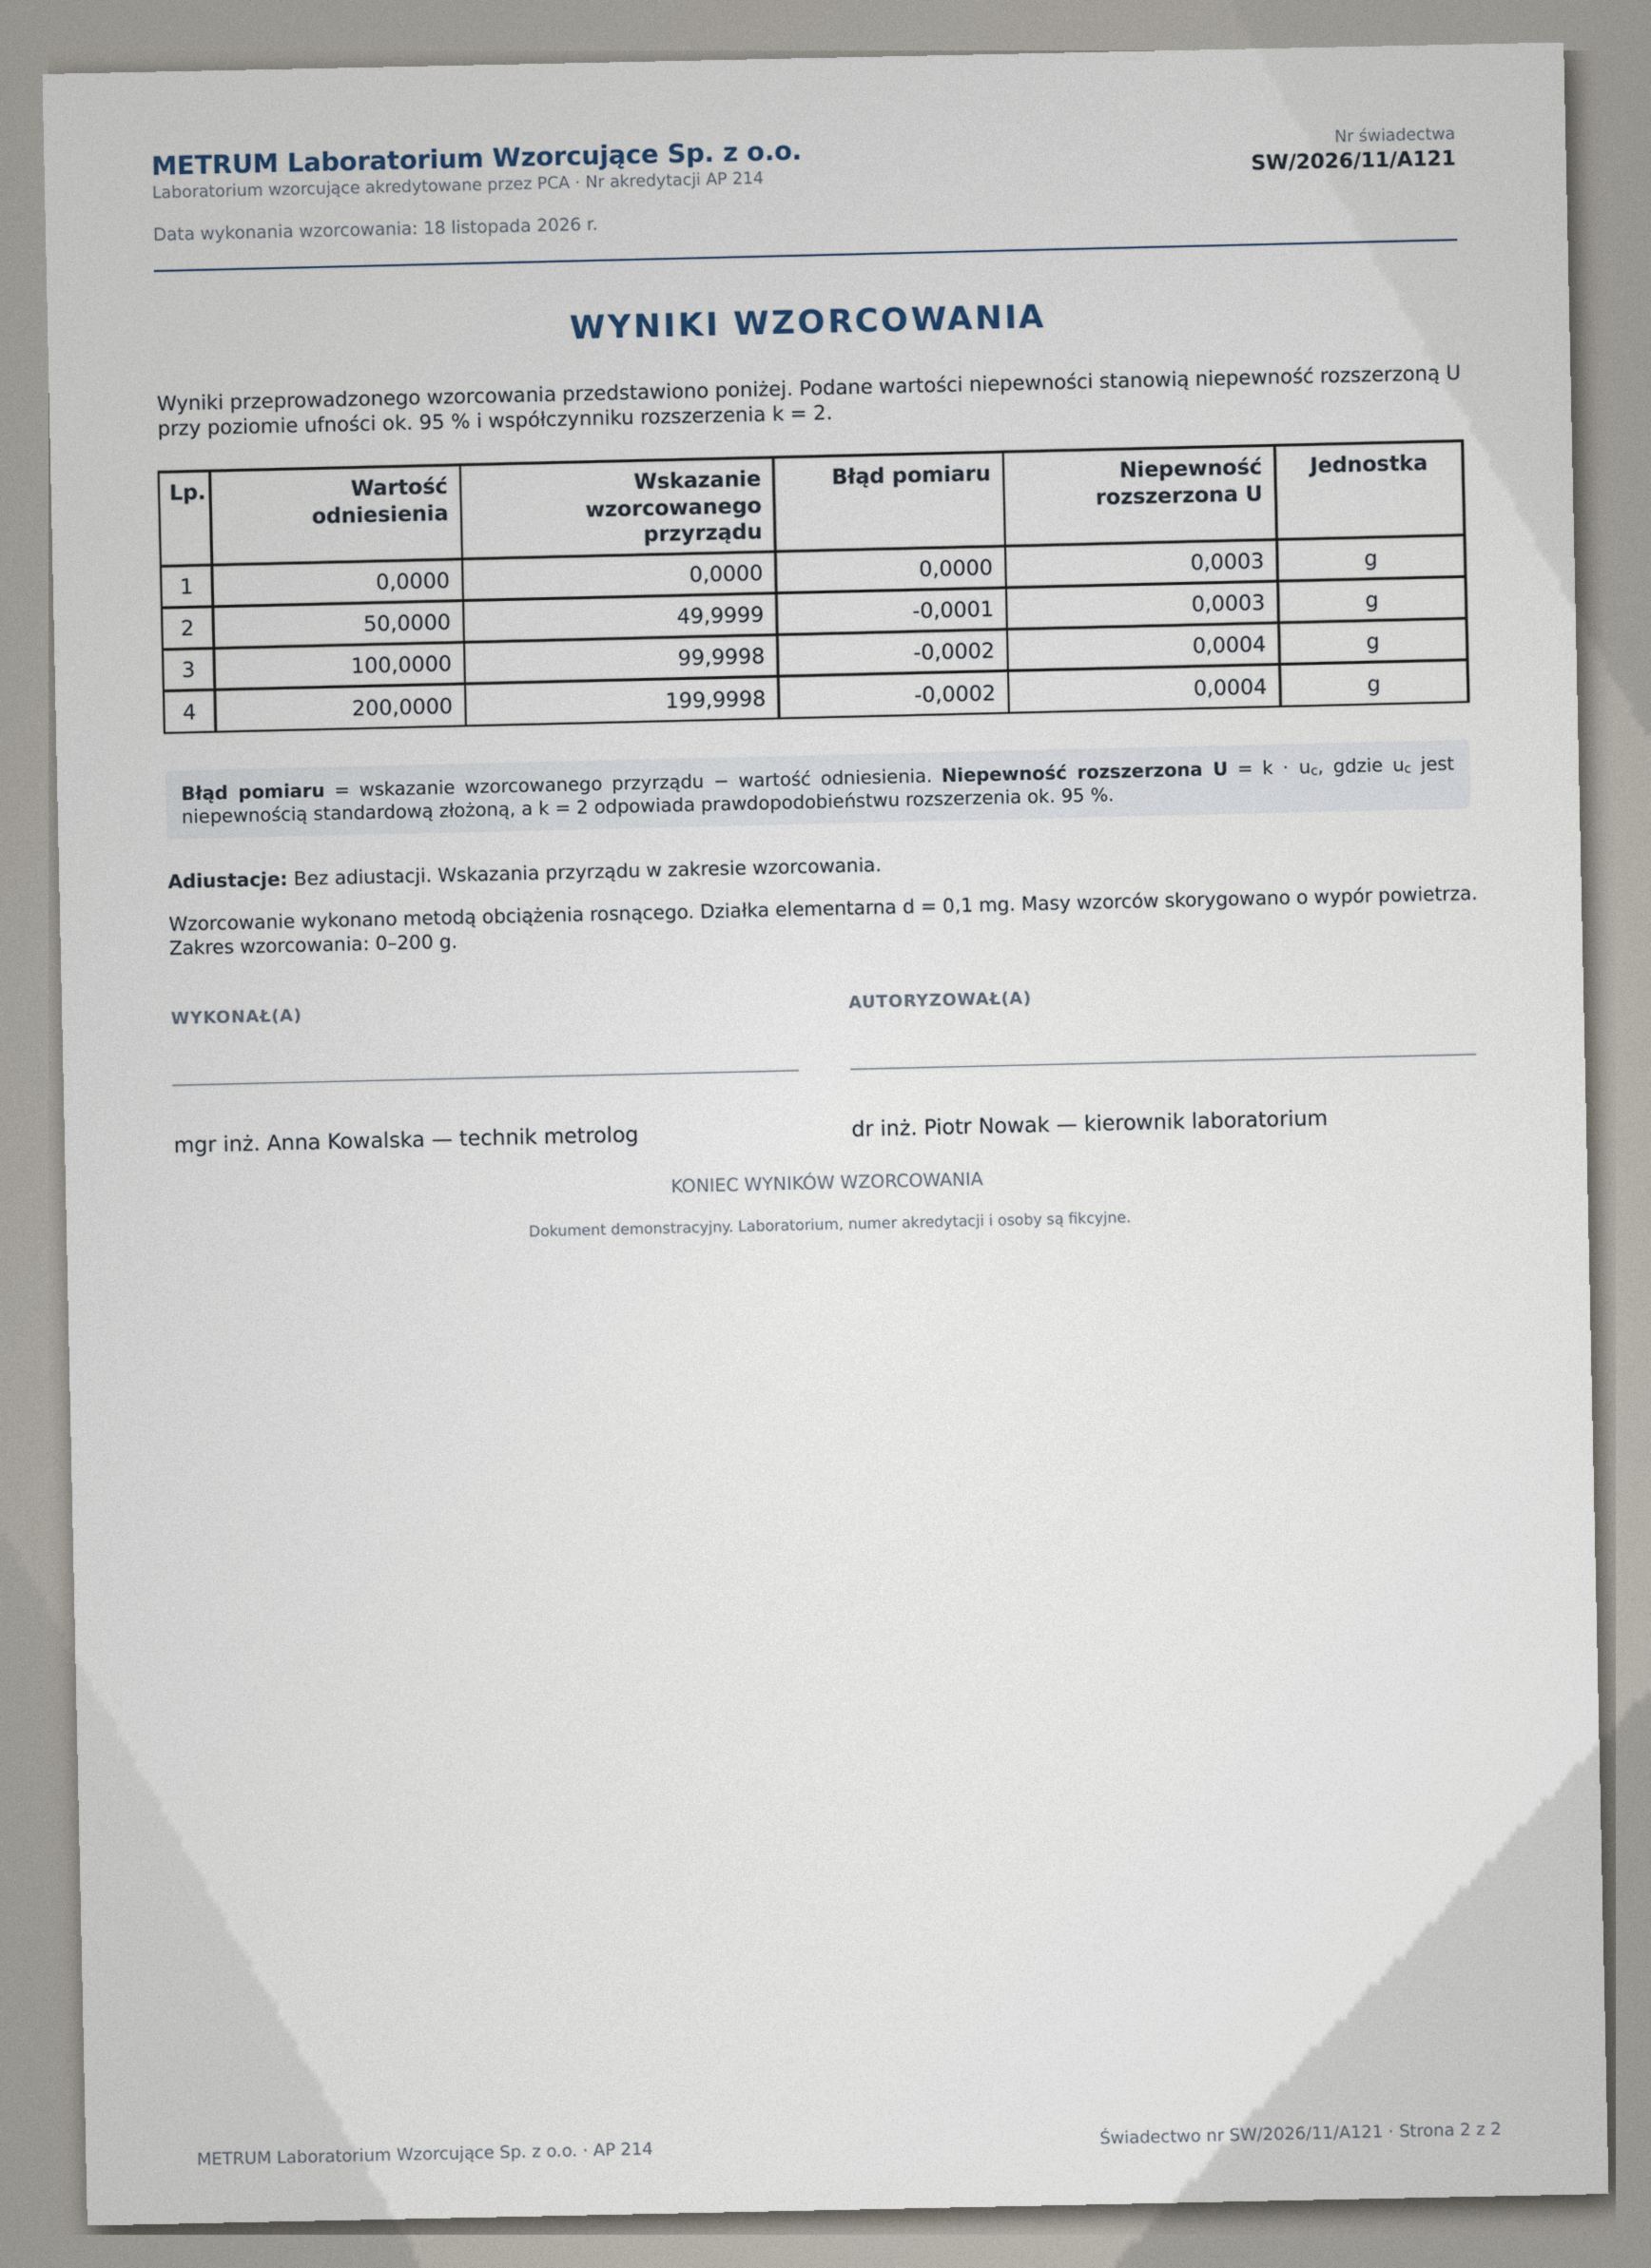 METRUM Laboratorium Wzorcujące Sp. z o.o.
Laboratorium wzorcujące akredytowane przez PCA · Nr akredytacji AP 214
Data wykonania wzorcowania: 18 listopada 2026 r.
Nr świadectwa
SW/2026/11/A121
WYNIKI WZORCOWANIA
Wyniki przeprowadzonego wzorcowania przedstawiono poniżej. Podane wartości niepewności stanowią niepewność rozszerzoną U
przy poziomie ufności ok. 95 % i współczynniku rozszerzenia k = 2.
Lp. Wartość odniesienia Wskazanie wzorcowanego przyrządu Błąd pomiaru Niepewność rozszerzona U Jednostka
1 0,0000 0,0000 0,0000 0,0003 g
2 50,0000 49,9999 -0,0001 0,0003 g
3 100,0000 99,9998 -0,0002 0,0004 g
4 200,0000 199,9998 -0,0002 0,0004 g
Błąd pomiaru = wskazanie wzorcowanego przyrządu − wartość odniesienia. Niepewność rozszerzona U = k · uc, gdzie uc jest
niepewnością standardową złożoną, a k = 2 odpowiada prawdopodobieństwu rozszerzenia ok. 95 %.
Adiustacje: Bez adiustacji. Wskazania przyrządu w zakresie wzorcowania.
Wzorcowanie wykonano metodą obciążenia rosnącego. Działka elementarna d = 0,1 mg. Masy wzorców skorygowano o wypór powietrza.
Zakres wzorcowania: 0–200 g.
WYKONAŁ(A)
mgr inż. Anna Kowalska — technik metrolog
AUTORYZOWAŁ(A)
dr inż. Piotr Nowak — kierownik laboratorium
KONIEC WYNIKÓW WZORCOWANIA
Dokument demonstracyjny. Laboratorium, numer akredytacji i osoby są fikcyjne.
METRUM Laboratorium Wzorcujące Sp. z o.o. · AP 214
Świadectwo nr SW/2026/11/A121 · Strona 2 z 2